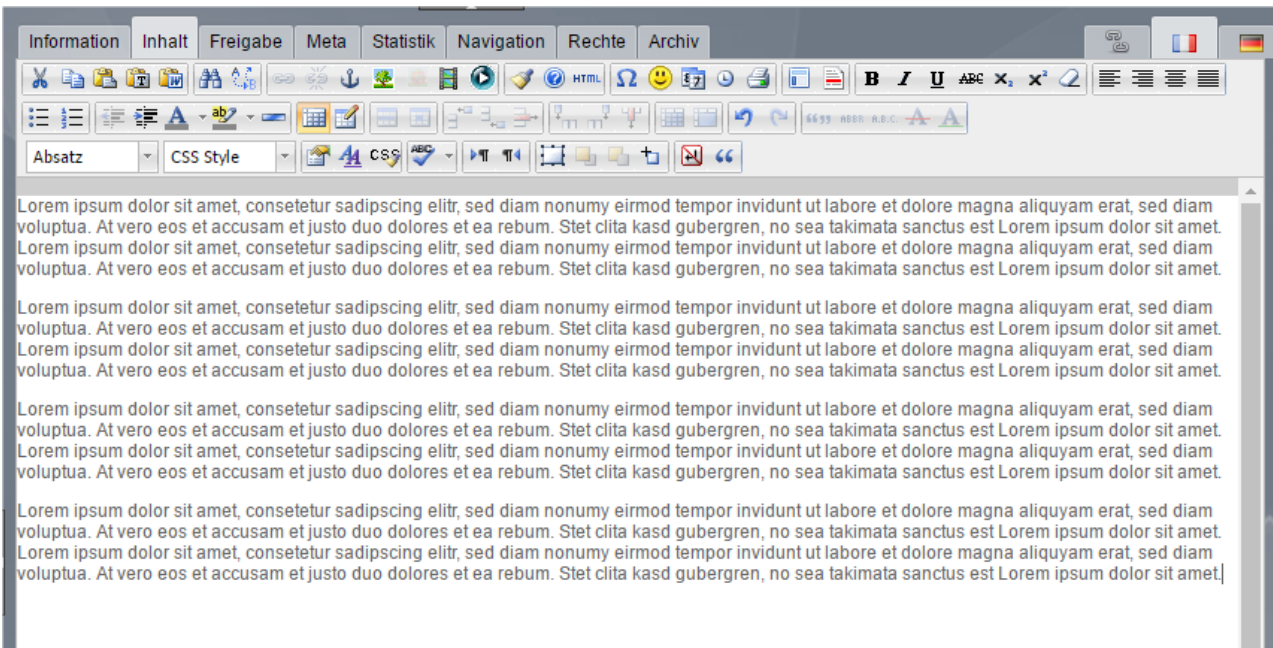 Information Inhalt Freigabe Meta Statistik Navigation Rechte Archiv
HTML B I U ABC X₂ X²
ABBR A.B.C. A A
Absatz CSS Style CSS ABC
Lorem ipsum dolor sit amet, consetetur sadipscing elitr, sed diam nonumy eirmod tempor invidunt ut labore et dolore magna aliquyam erat, sed diam
voluptua. At vero eos et accusam et justo duo dolores et ea rebum. Stet clita kasd gubergren, no sea takimata sanctus est Lorem ipsum dolor sit amet.
Lorem ipsum dolor sit amet, consetetur sadipscing elitr, sed diam nonumy eirmod tempor invidunt ut labore et dolore magna aliquyam erat, sed diam
voluptua. At vero eos et accusam et justo duo dolores et ea rebum. Stet clita kasd gubergren, no sea takimata sanctus est Lorem ipsum dolor sit amet.
Lorem ipsum dolor sit amet, consetetur sadipscing elitr, sed diam nonumy eirmod tempor invidunt ut labore et dolore magna aliquyam erat, sed diam
voluptua. At vero eos et accusam et justo duo dolores et ea rebum. Stet clita kasd gubergren, no sea takimata sanctus est Lorem ipsum dolor sit amet.
Lorem ipsum dolor sit amet, consetetur sadipscing elitr, sed diam nonumy eirmod tempor invidunt ut labore et dolore magna aliquyam erat, sed diam
voluptua. At vero eos et accusam et justo duo dolores et ea rebum. Stet clita kasd gubergren, no sea takimata sanctus est Lorem ipsum dolor sit amet.
Lorem ipsum dolor sit amet, consetetur sadipscing elitr, sed diam nonumy eirmod tempor invidunt ut labore et dolore magna aliquyam erat, sed diam
voluptua. At vero eos et accusam et justo duo dolores et ea rebum. Stet clita kasd gubergren, no sea takimata sanctus est Lorem ipsum dolor sit amet.
Lorem ipsum dolor sit amet, consetetur sadipscing elitr, sed diam nonumy eirmod tempor invidunt ut labore et dolore magna aliquyam erat, sed diam
voluptua. At vero eos et accusam et justo duo dolores et ea rebum. Stet clita kasd gubergren, no sea takimata sanctus est Lorem ipsum dolor sit amet.
Lorem ipsum dolor sit amet, consetetur sadipscing elitr, sed diam nonumy eirmod tempor invidunt ut labore et dolore magna aliquyam erat, sed diam
voluptua. At vero eos et accusam et justo duo dolores et ea rebum. Stet clita kasd gubergren, no sea takimata sanctus est Lorem ipsum dolor sit amet.
Lorem ipsum dolor sit amet, consetetur sadipscing elitr, sed diam nonumy eirmod tempor invidunt ut labore et dolore magna aliquyam erat, sed diam
voluptua. At vero eos et accusam et justo duo dolores et ea rebum. Stet clita kasd gubergren, no sea takimata sanctus est Lorem ipsum dolor sit amet.